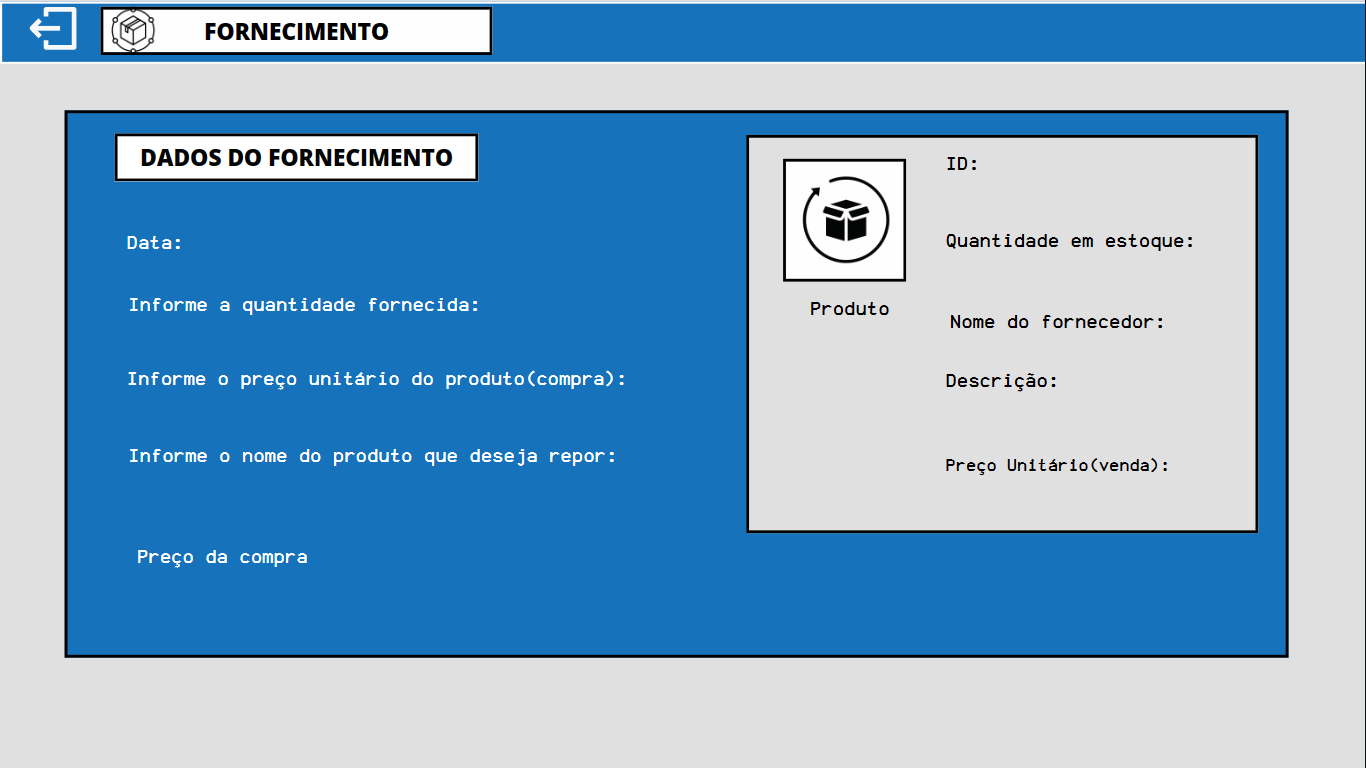 FORNECIMENTO
DADOS DO FORNECIMENTO
Data:
Informe a quantidade fornecida:
Informe o preço unitário do produto(compra):
Informe o nome do produto que deseja repor:
Preço da compra
Produto
ID:
Quantidade em estoque:
Nome do fornecedor:
Descrição:
Preço Unitário(venda):